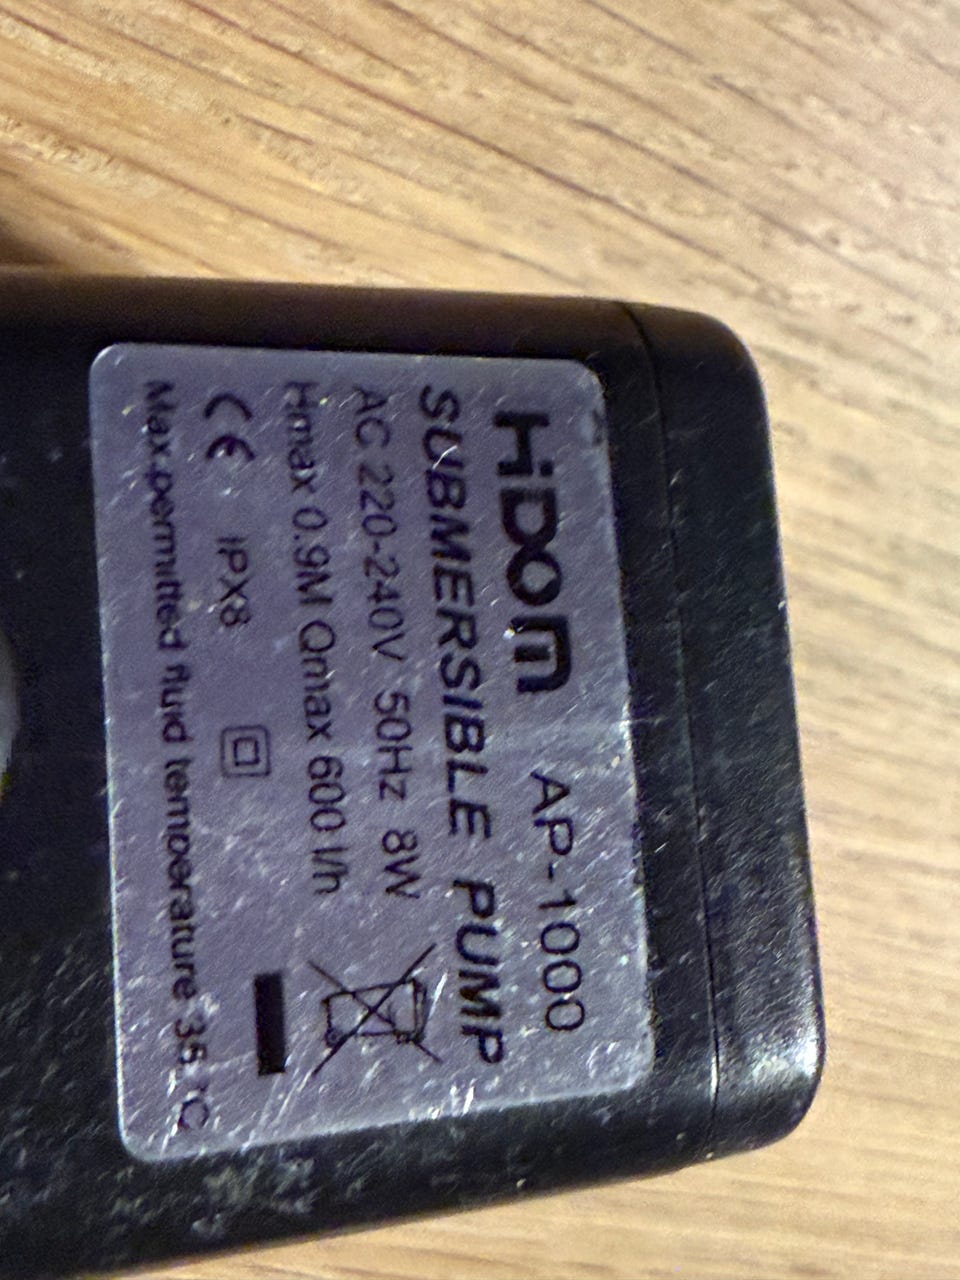 HiDom AP-1000
SUBMERSIBLE PUMP
AC 220-240V 50Hz 8W
Hmax 0.9M Qmax 600 l/h
CE IPX8
Max.permitted fluid temperature 35 °C